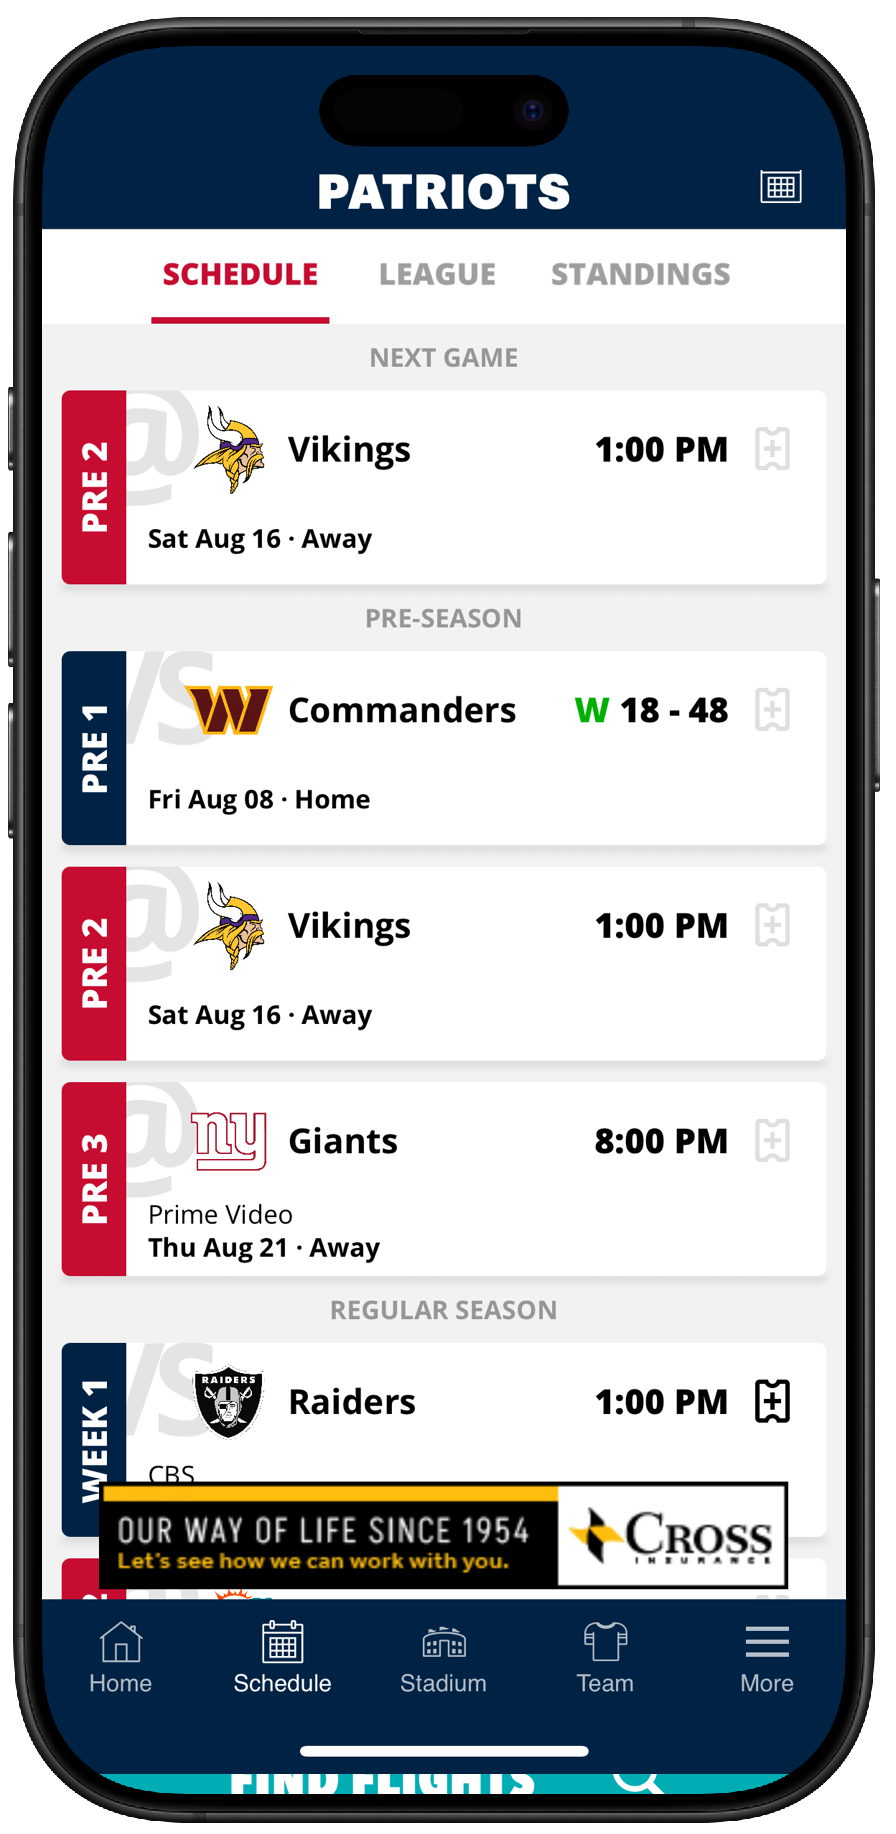 PATRIOTS
SCHEDULE LEAGUE STANDINGS
NEXT GAME
PRE 2
@
Vikings 1:00 PM
Sat Aug 16 · Away
PRE-SEASON
PRE 1
VS
W
Commanders W 18 - 48
Fri Aug 08 · Home
PRE 2
@
Vikings 1:00 PM
Sat Aug 16 · Away
PRE 3
@
ny
Giants 8:00 PM
Prime Video
Thu Aug 21 · Away
REGULAR SEASON
WEEK 1
VS
RAIDERS
Raiders 1:00 PM
CBS
OUR WAY OF LIFE SINCE 1954
Let's see how we can work with you.
CROSS
INSURANCE
Home Schedule Stadium Team More
FIND FLIGHTS